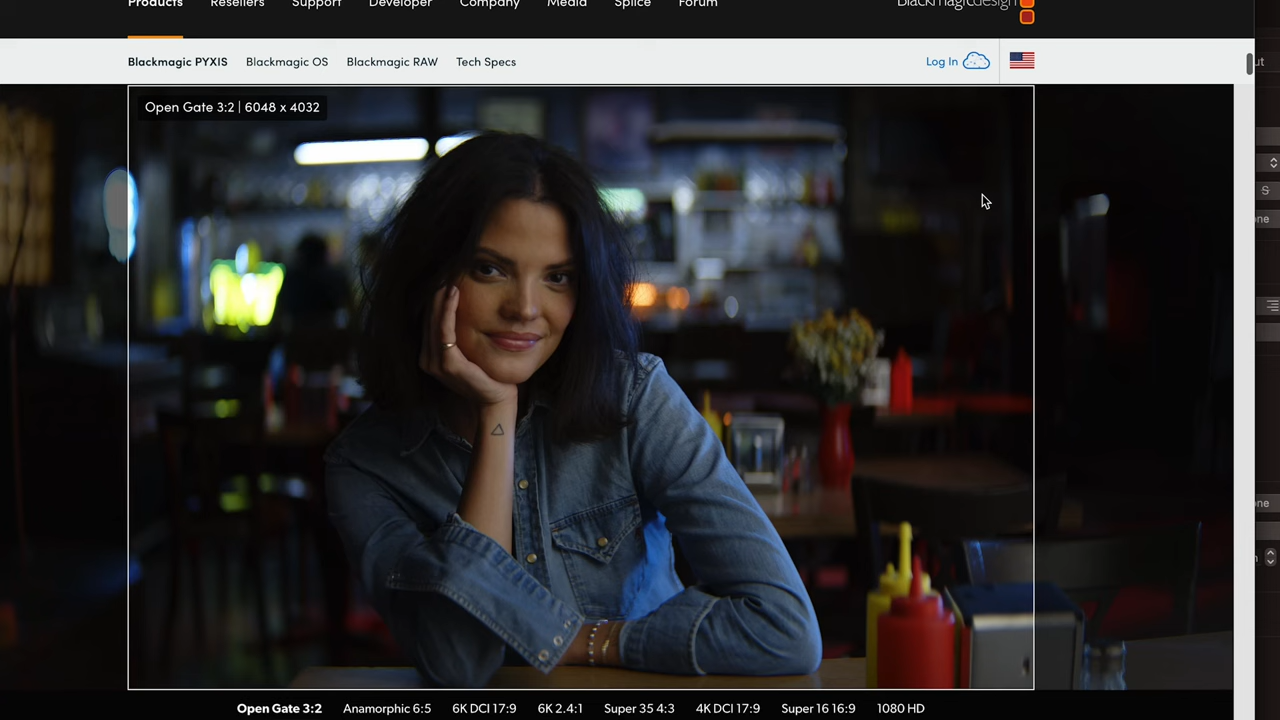 Products Resellers Support Developer Company Media Splice Forum
Blackmagicdesign
Blackmagic PYXIS Blackmagic OS Blackmagic RAW Tech Specs
Log In
Open Gate 3:2 | 6048 x 4032
Open Gate 3:2 Anamorphic 6:5 6K DCI 17:9 6K 2.4:1 Super 35 4:3 4K DCI 17:9 Super 16 16:9 1080 HD